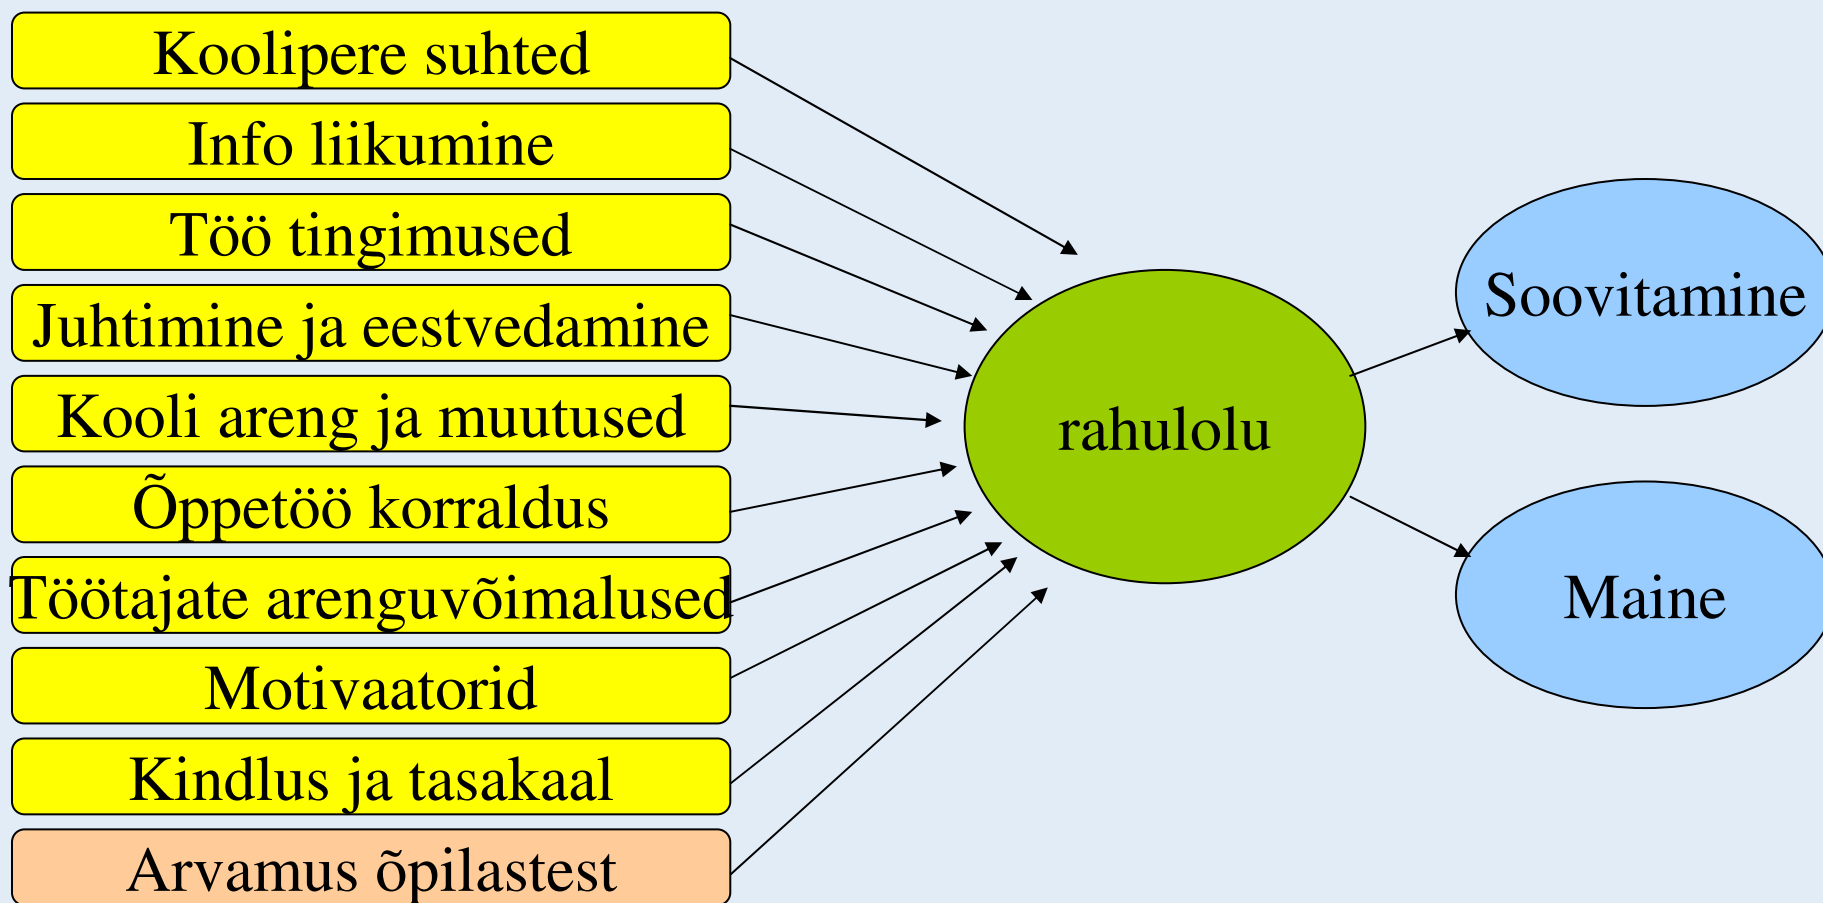 Koolipere suhted
Info liikumine
Töö tingimused
Juhtimine ja eestvedamine
Kooli areng ja muutused
Õppetöö korraldus
Töötajate arenguvõimalused
Motivaatorid
Kindlus ja tasakaal
Arvamus õpilastest
rahulolu
Soovitamine
Maine